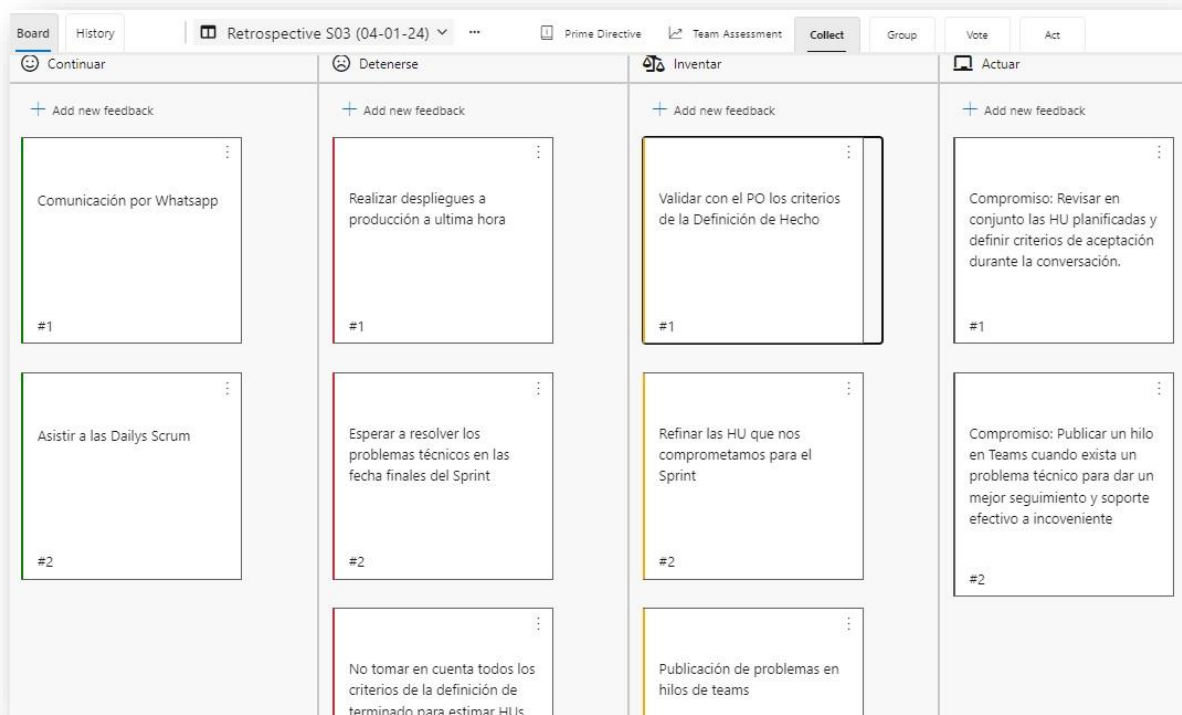 Board
History
Retrospective S03 (04-01-24)
Prime Directive
Team Assessment
Collect
Group
Vote
Act
Continuar
Detenerse
Inventar
Actuar
Add new feedback
Add new feedback
Add new feedback
Add new feedback
Comunicación por Whatsapp
#1
Asistir a las Dailys Scrum
#2
Realizar despliegues a
producción a ultima hora
#1
Esperar a resolver los
problemas técnicos en las
fecha finales del Sprint
#2
No tomar en cuenta todos los
criterios de la definición de
terminado para estimar HUs
Validar con el PO los criterios
de la Definición de Hecho
#1
Refinar las HU que nos
comprometamos para el
Sprint
#2
Publicación de problemas en
hilos de teams
Compromiso: Revisar en
conjunto las HU planificadas y
definir criterios de aceptación
durante la conversación.
#1
Compromiso: Publicar un hilo
en Teams cuando exista un
problema técnico para dar un
mejor seguimiento y soporte
efectivo a incoveniente
#2